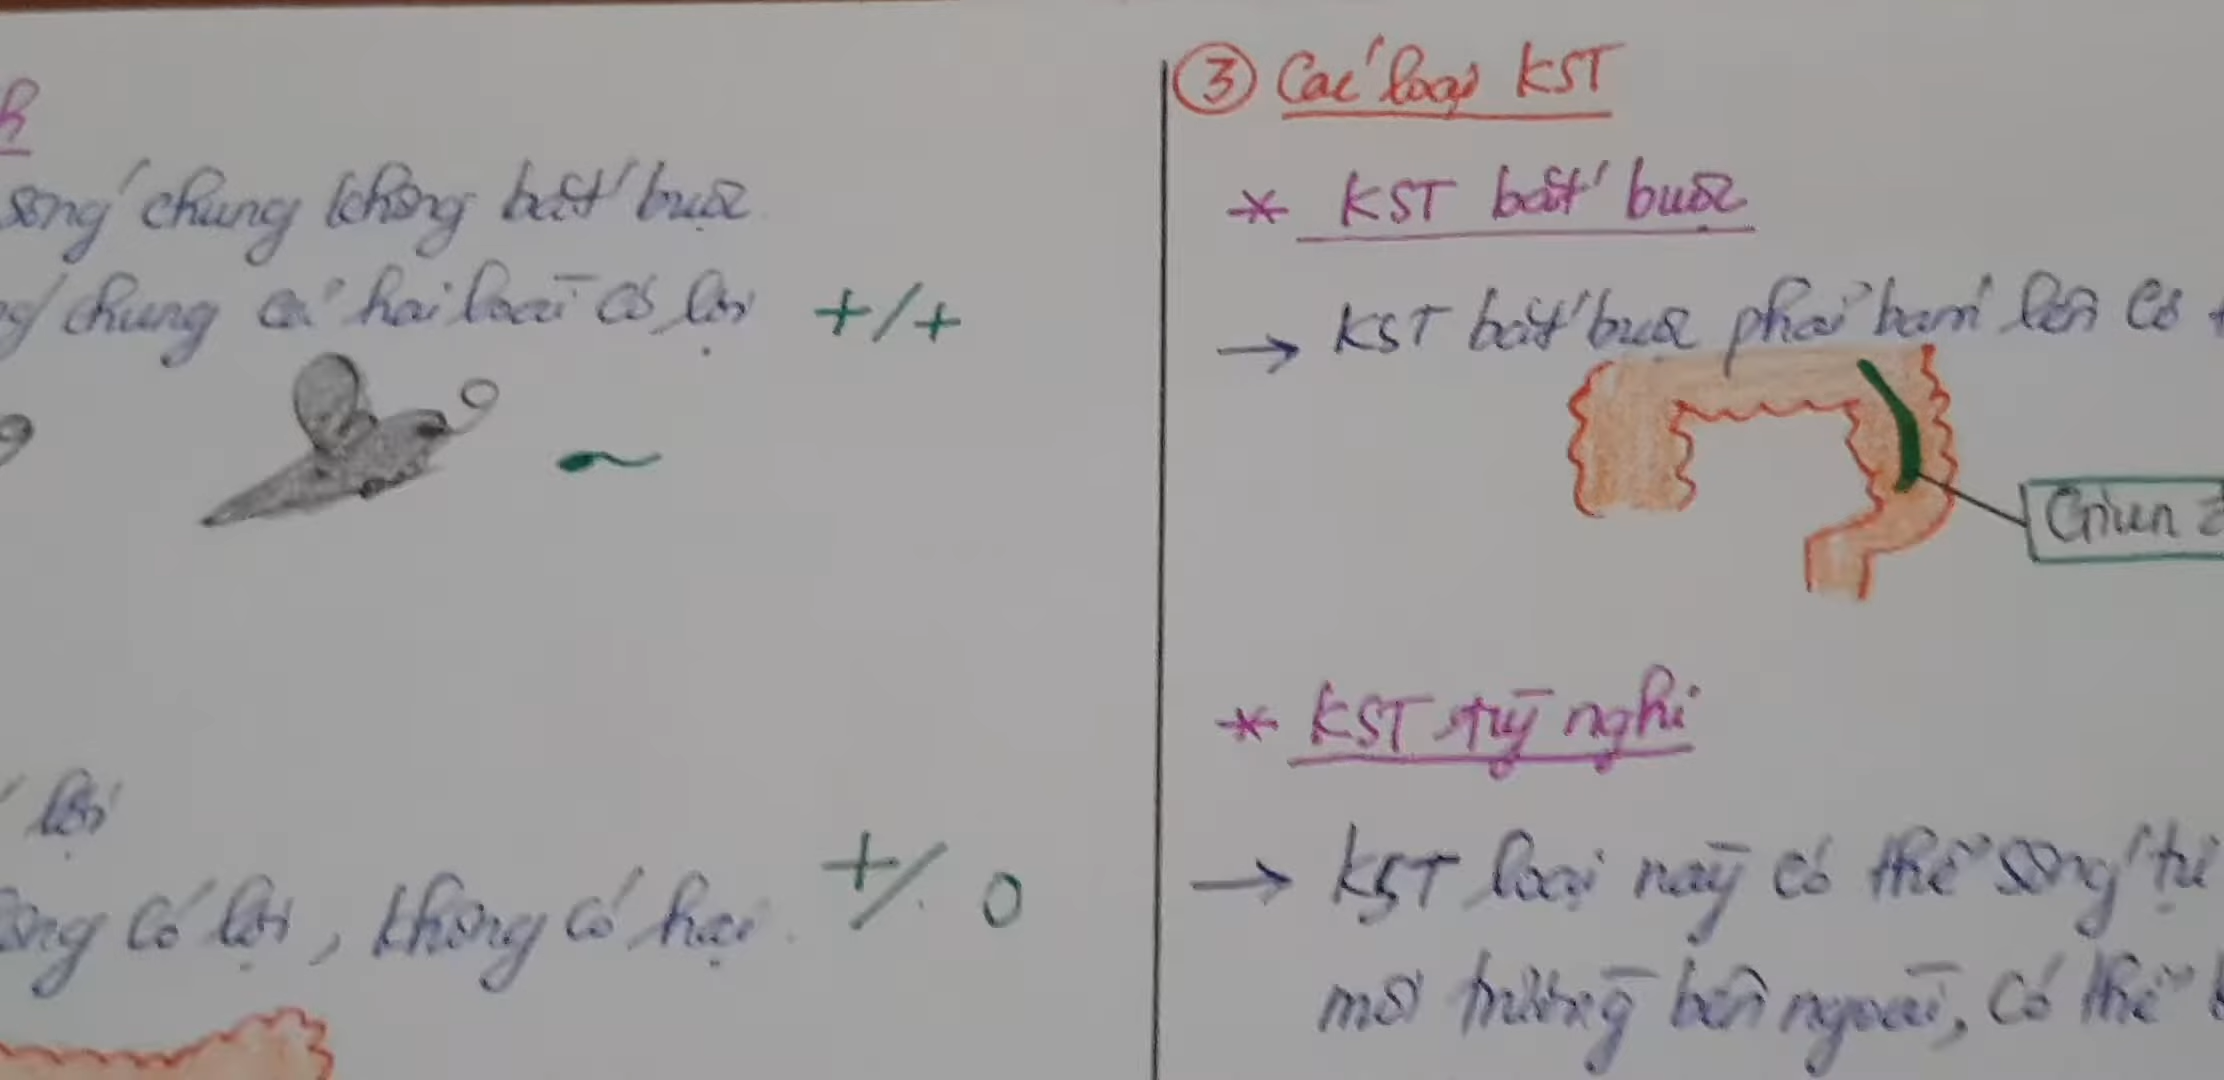 sống chung không bắt buộc
chung cả hai loài có lợi +/+
lợi
có lợi, không có hại. +/. 0
③ Các loại KST
* KST bắt buộc
→ KST bắt buộc phải bám lên cơ
Giun
* KST tùy nghi
→ KST loại này có thể sống tự
môi trường bên ngoài, có thể